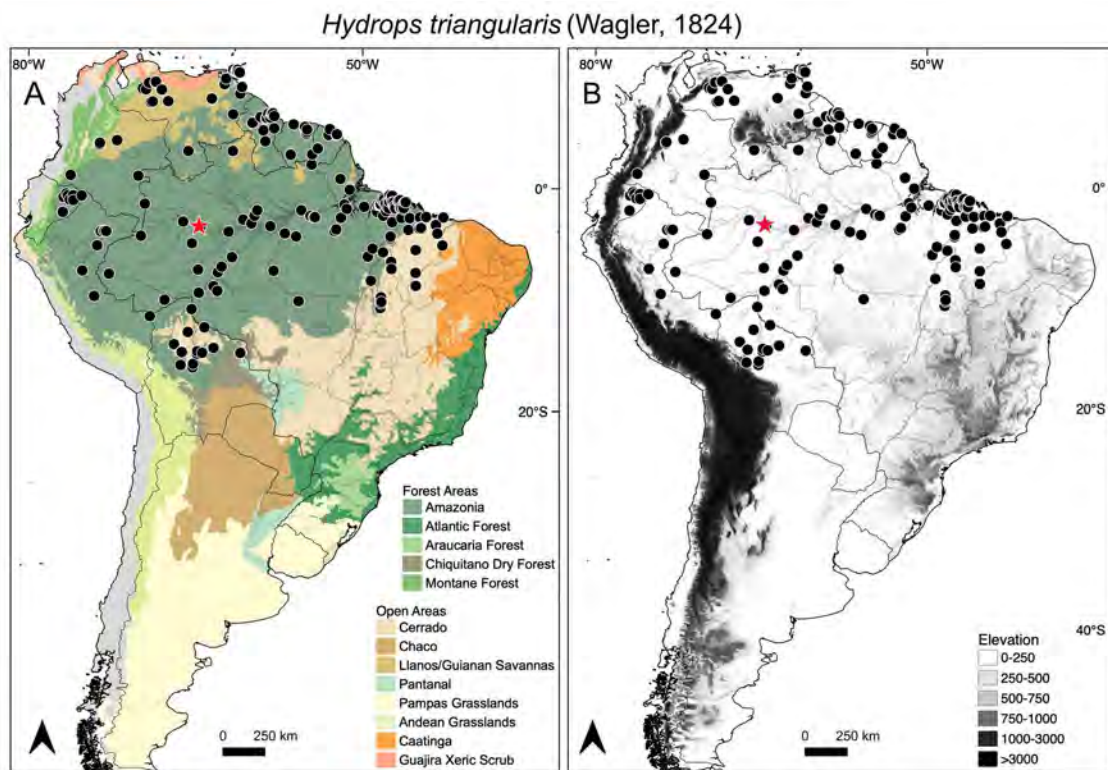 Hydrops triangularis (Wagler, 1824)
80°W
50°W
A
0°
20°S
Forest Areas
Amazonia
Atlantic Forest
Araucaria Forest
Chiquitano Dry Forest
Montane Forest
Open Areas
Cerrado
Chaco
Llanos/Guianan Savannas
Pantanal
Pampas Grasslands
Andean Grasslands
Caatinga
Guajira Xeric Scrub
0 250 km
80°W
50°W
B
0°
20°S
40°S
Elevation
0-250
250-500
500-750
750-1000
1000-3000
>3000
0 250 km